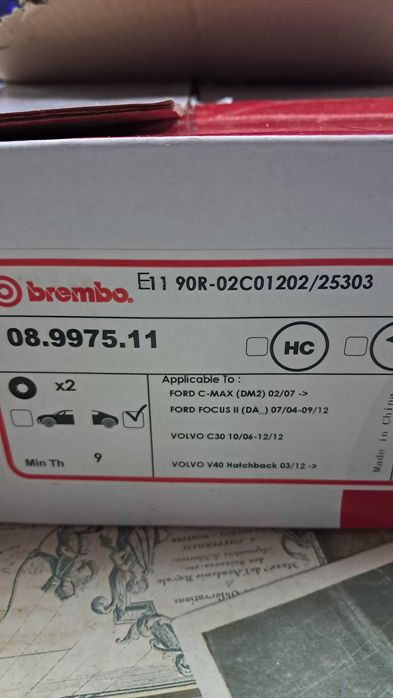 brembo.
E11 90R-02C01202/25303
08.9975.11
HC
x2
Min Th 9
Applicable To :
FORD C-MAX (DM2) 02/07 ->
FORD FOCUS II (DA_) 07/04-09/12
VOLVO C30 10/06-12/12
VOLVO V40 Hatchback 03/12 ->
Made in China